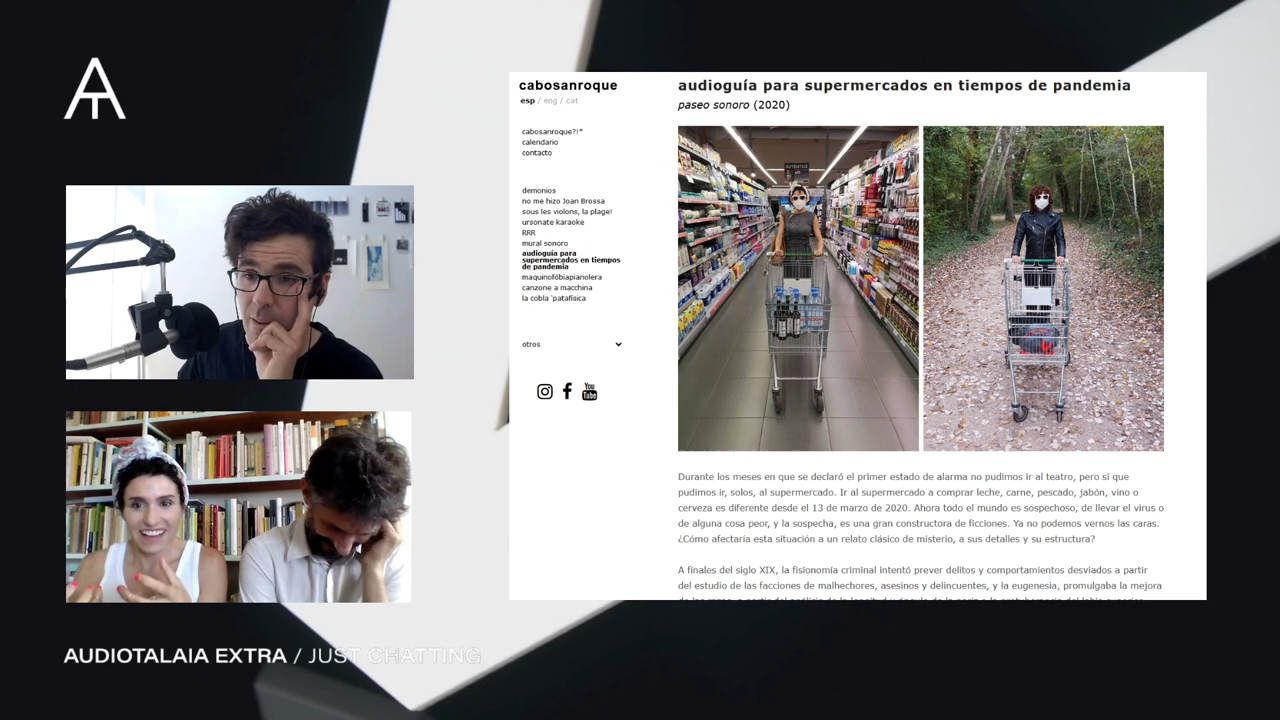 AT
cabosanroque
esp / eng / cat
cabosanroque?!*
calendario
contacto
demonios
no me hizo Joan Brossa
sous les violons, la plage!
ursonate karaoke
RRR
mural sonoro
audioguía para
supermercados en tiempos
de pandemia
maquinofòbiapianolera
canzone a macchina
la cobla 'patafísica
otros
You
Tube
audioguía para supermercados en tiempos de pandemia
paseo sonoro (2020)
Durante los meses en que se declaró el primer estado de alarma no pudimos ir al teatro, pero sí que
pudimos ir, solos, al supermercado. Ir al supermercado a comprar leche, carne, pescado, jabón, vino o
cerveza es diferente desde el 13 de marzo de 2020. Ahora todo el mundo es sospechoso, de llevar el virus o
de alguna cosa peor, y la sospecha, es una gran constructora de ficciones. Ya no podemos vernos las caras.
¿Cómo afectaría esta situación a un relato clásico de misterio, a sus detalles y su estructura?
A finales del siglo XIX, la fisionomía criminal intentó prever delitos y comportamientos desviados a partir
del estudio de las facciones de malhechores, asesinos y delincuentes, y la eugenesia, promulgaba la mejora
AUDIOTALAIA EXTRA / JUST CHATTING